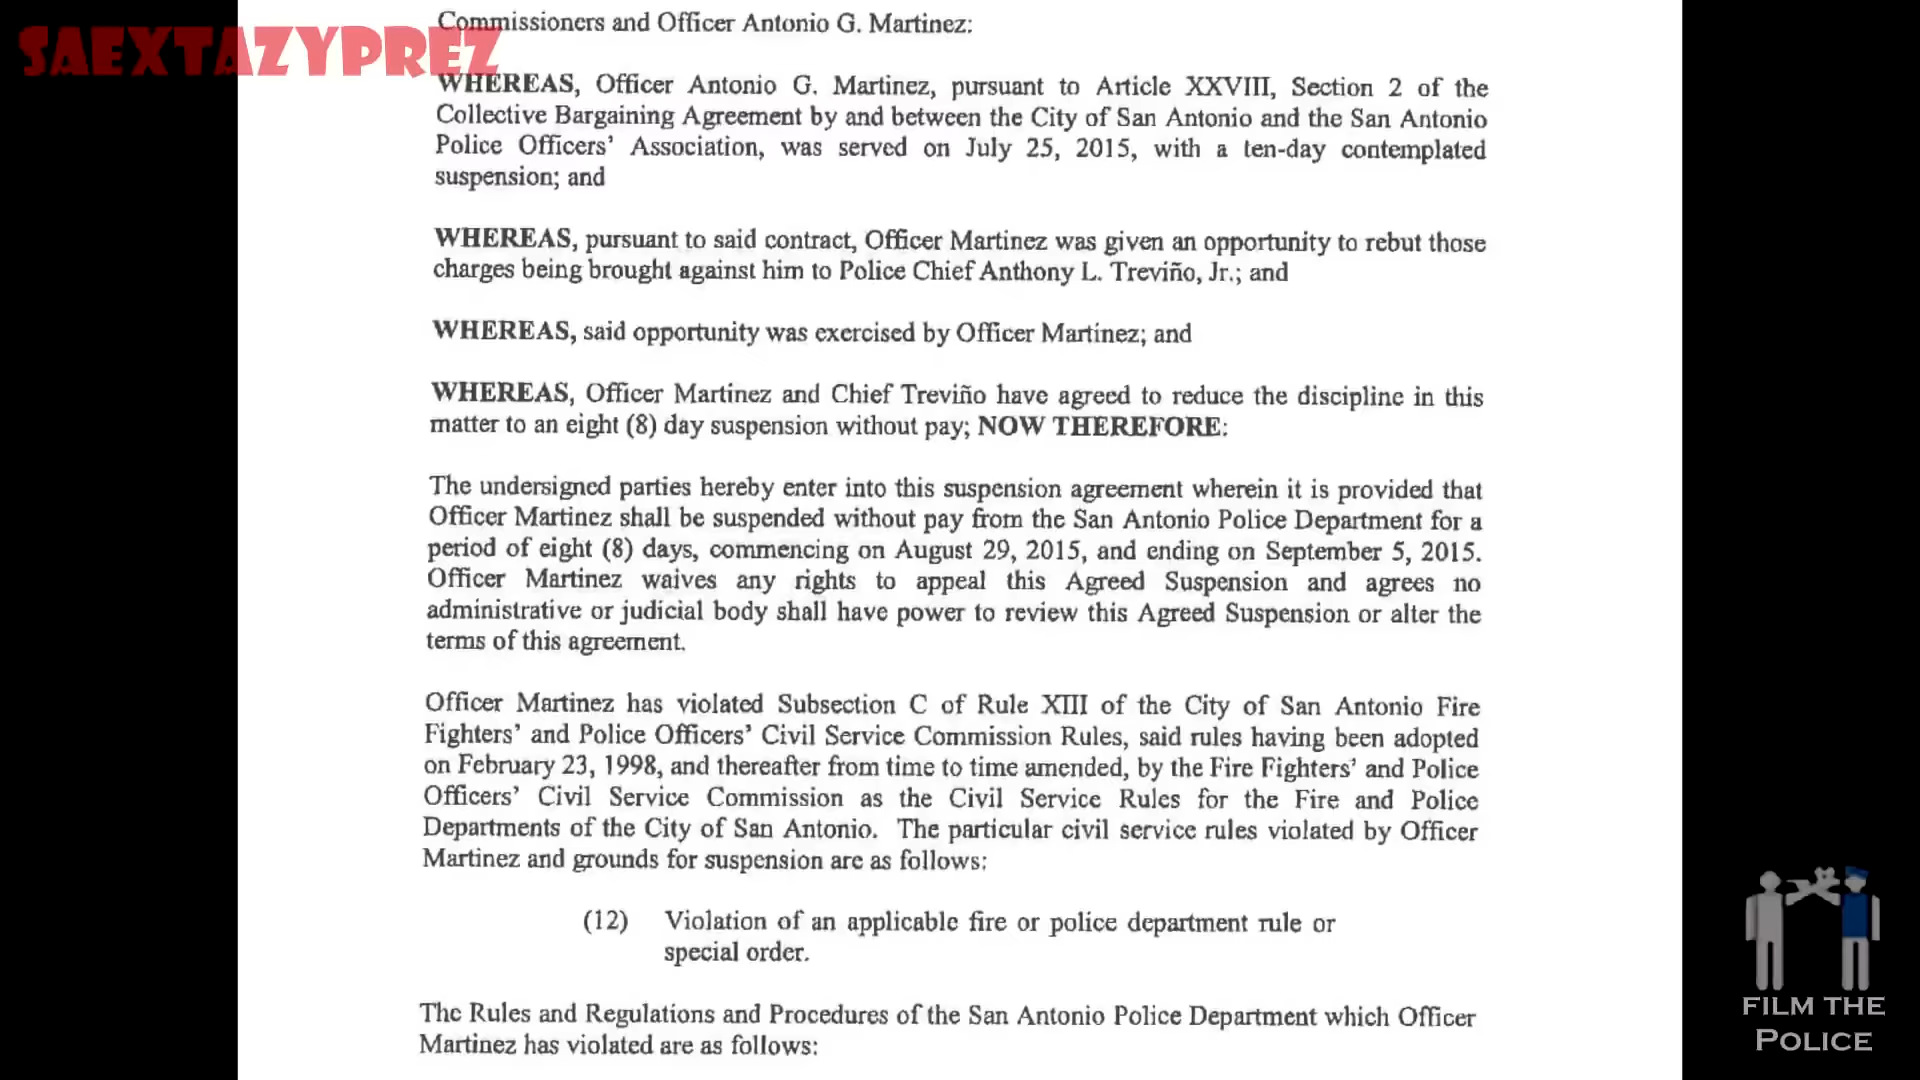 SAEXTAZYPREZ
Commissioners and Officer Antonio G. Martinez:
WHEREAS, Officer Antonio G. Martinez, pursuant to Article XXVIII, Section 2 of the
Collective Bargaining Agreement by and between the City of San Antonio and the San Antonio
Police Officers’ Association, was served on July 25, 2015, with a ten-day contemplated
suspension; and
WHEREAS, pursuant to said contract, Officer Martinez was given an opportunity to rebut those
charges being brought against him to Police Chief Anthony L. Treviño, Jr.; and
WHEREAS, said opportunity was exercised by Officer Martinez; and
WHEREAS, Officer Martinez and Chief Treviño have agreed to reduce the discipline in this
matter to an eight (8) day suspension without pay; NOW THEREFORE:
The undersigned parties hereby enter into this suspension agreement wherein it is provided that
Officer Martinez shall be suspended without pay from the San Antonio Police Department for a
period of eight (8) days, commencing on August 29, 2015, and ending on September 5, 2015.
Officer Martinez waives any rights to appeal this Agreed Suspension and agrees no
administrative or judicial body shall have power to review this Agreed Suspension or alter the
terms of this agreement.
Officer Martinez has violated Subsection C of Rule XIII of the City of San Antonio Fire
Fighters’ and Police Officers’ Civil Service Commission Rules, said rules having been adopted
on February 23, 1998, and thereafter from time to time amended, by the Fire Fighters’ and Police
Officers’ Civil Service Commission as the Civil Service Rules for the Fire and Police
Departments of the City of San Antonio. The particular civil service rules violated by Officer
Martinez and grounds for suspension are as follows:
(12) Violation of an applicable fire or police department rule or
special order.
The Rules and Regulations and Procedures of the San Antonio Police Department which Officer
Martinez has violated are as follows:
FILM THE
POLICE